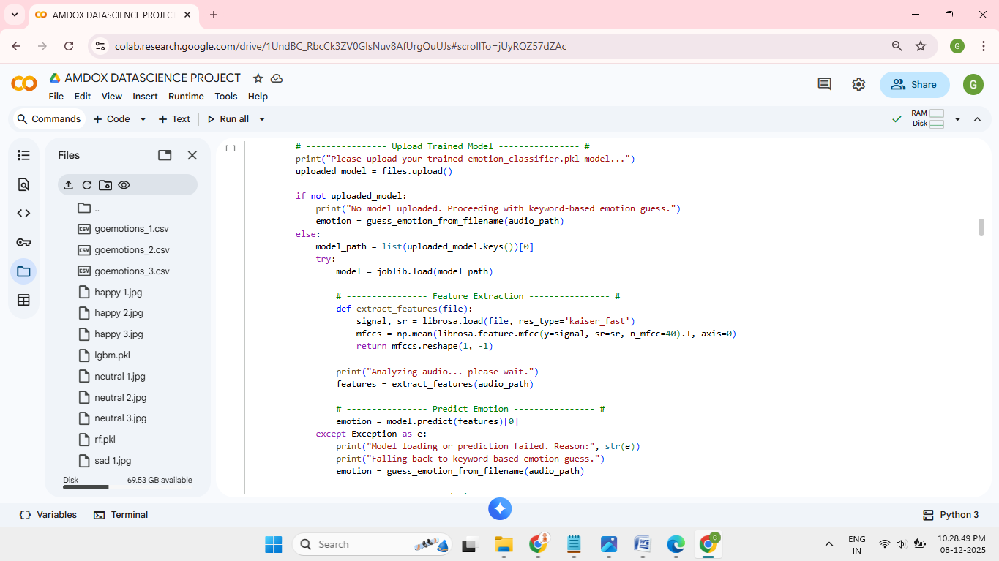 AMDOX DATASCIENCE PROJECT
colab.research.google.com/drive/1UndBC_RbcCk3ZV0GIsNuv8AfUrgQuUJs#scrollTo=jUyRQZ57dZAc
G
AMDOX DATASCIENCE PROJECT
File Edit View Insert Runtime Tools Help
Share
G
Commands + Code + Text Run all
RAM
Disk
Files
..
goemotions_1.csv
goemotions_2.csv
goemotions_3.csv
happy 1.jpg
happy 2.jpg
happy 3.jpg
lgbm.pkl
neutral 1.jpg
neutral 2.jpg
neutral 3.jpg
rf.pkl
sad 1.jpg
Disk 69.53 GB available
[ ]
# ---------------- Upload Trained Model ---------------- #
print("Please upload your trained emotion_classifier.pkl model...")
uploaded_model = files.upload()
if not uploaded_model:
print("No model uploaded. Proceeding with keyword-based emotion guess.")
emotion = guess_emotion_from_filename(audio_path)
else:
model_path = list(uploaded_model.keys())[0]
try:
model = joblib.load(model_path)
# ---------------- Feature Extraction ---------------- #
def extract_features(file):
signal, sr = librosa.load(file, res_type='kaiser_fast')
mfccs = np.mean(librosa.feature.mfcc(y=signal, sr=sr, n_mfcc=40).T, axis=0)
return mfccs.reshape(1, -1)
print("Analyzing audio... please wait.")
features = extract_features(audio_path)
# ---------------- Predict Emotion ---------------- #
emotion = model.predict(features)[0]
except Exception as e:
print("Model loading or prediction failed. Reason:", str(e))
print("Falling back to keyword-based emotion guess.")
emotion = guess_emotion_from_filename(audio_path)
Variables Terminal
Python 3
Search
ENG
IN
10.28.49 PM
08-12-2025